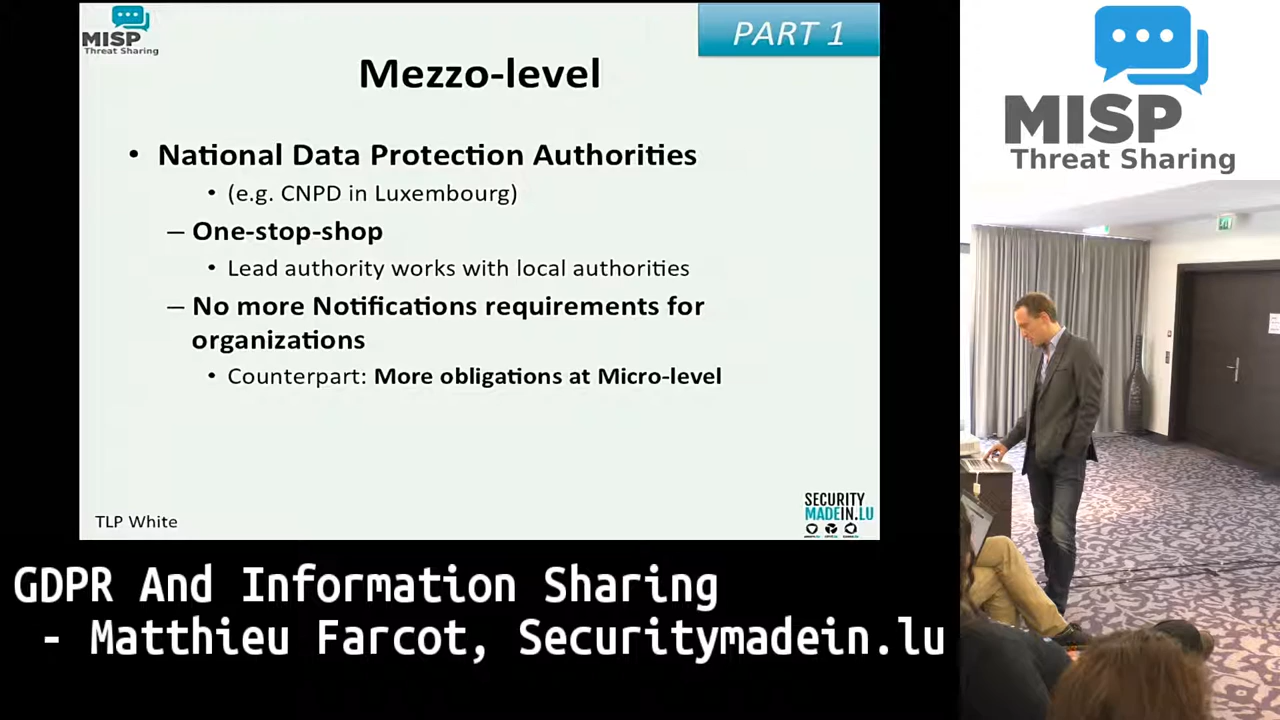 MISP
Threat Sharing
PART 1
Mezzo-level
• National Data Protection Authorities
• (e.g. CNPD in Luxembourg)
– One-stop-shop
• Lead authority works with local authorities
– No more Notifications requirements for
organizations
• Counterpart: More obligations at Micro-level
TLP White
SECURITY
MADEIN.LU
MISP
Threat Sharing
GDPR And Information Sharing
- Matthieu Farcot, Securitymadein.lu